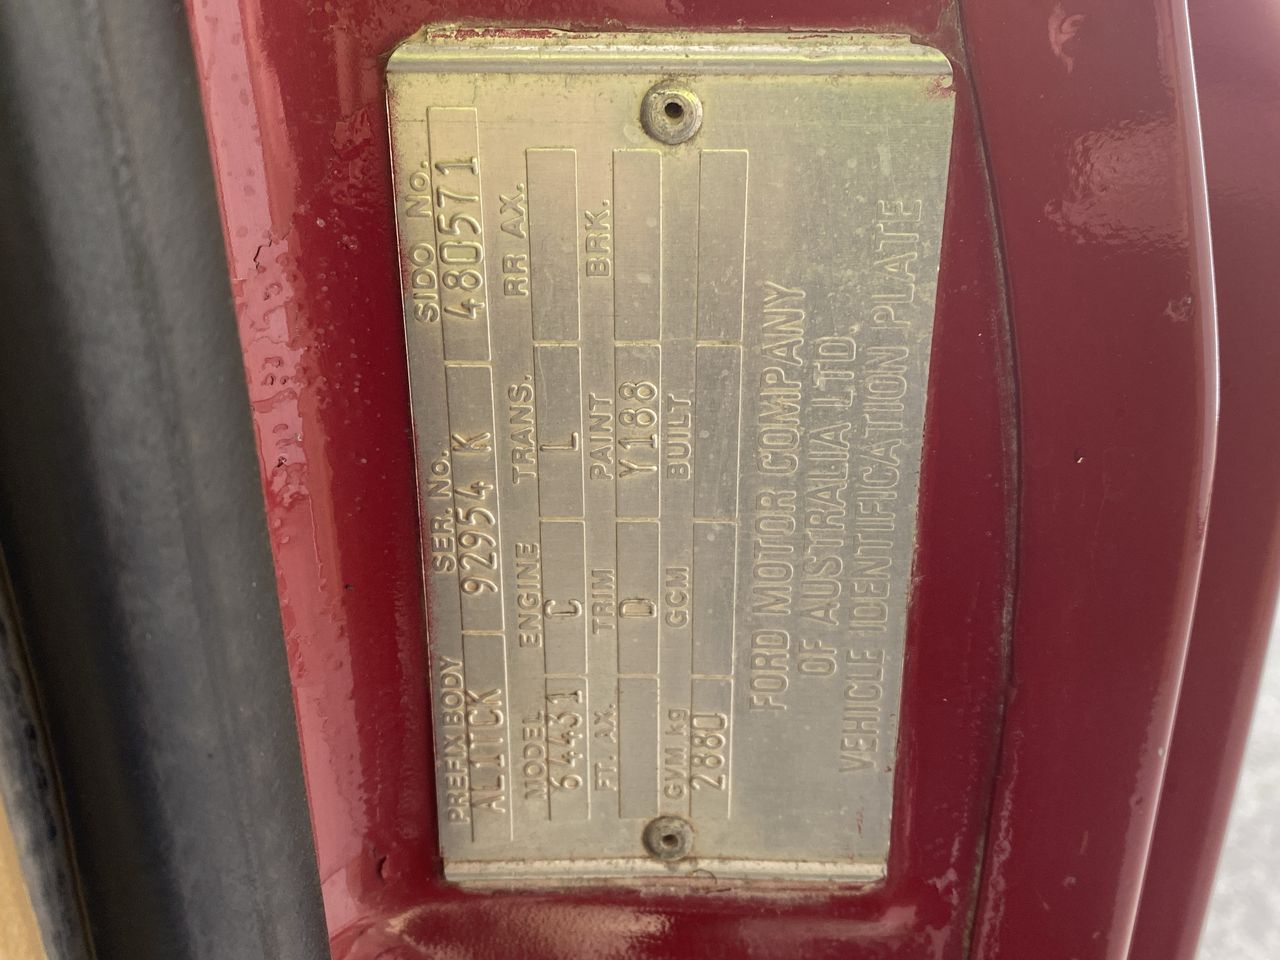 PREFIX BODY SER. NO. SIDO NO.
ALITCK 92954 K 480571
MODEL ENGINE TRANS. RR AX.
64431 C L
FT. AX. TRIM PAINT BRK.
D Y188
GVM kg GCM BUILT
2880
FORD MOTOR COMPANY
OF AUSTRALIA LTD.
VEHICLE IDENTIFICATION PLATE